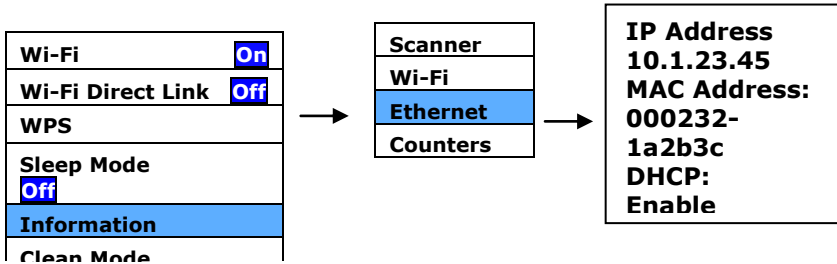 Wi-Fi On
Wi-Fi Direct Link Off
WPS
Sleep Mode
Off
Information
Clean Mode
Scanner
Wi-Fi
Ethernet
Counters
IP Address
10.1.23.45
MAC Address:
000232-
1a2b3c
DHCP:
Enable